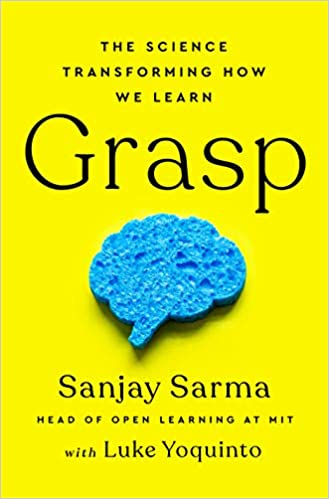 THE SCIENCE
TRANSFORMING HOW
WE LEARN
Grasp
Sanjay Sarma
HEAD OF OPEN LEARNING AT MIT
with Luke Yoquinto